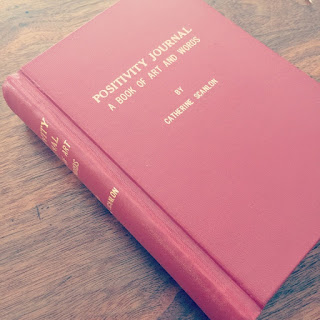 POSITIVITY JOURNAL
A BOOK OF ART AND WORDS
BY
CATHERINE SCANLON